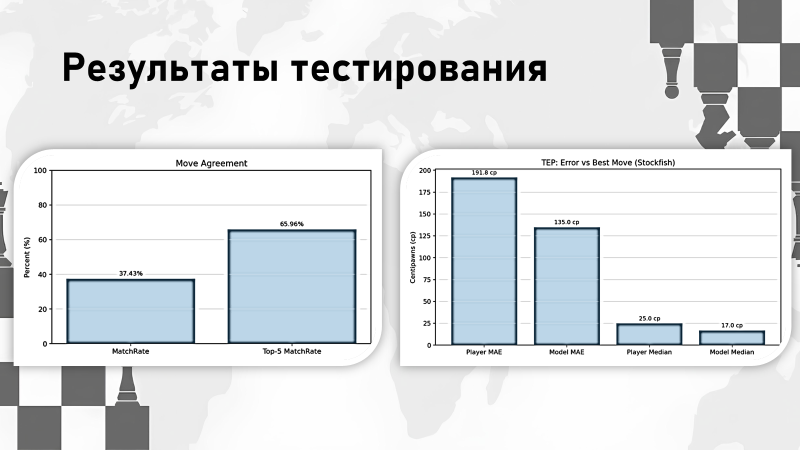 Результаты тестирования
Move Agreement
100
80
60
40
20
0
Percent (%)
37.43%
65.96%
MatchRate
Top-5 MatchRate
TEP: Error vs Best Move (Stockfish)
200
175
150
125
100
75
50
25
0
Centipawns (cp)
191.8 cp
135.0 cp
25.0 cp
17.0 cp
Player MAE
Model MAE
Player Median
Model Median